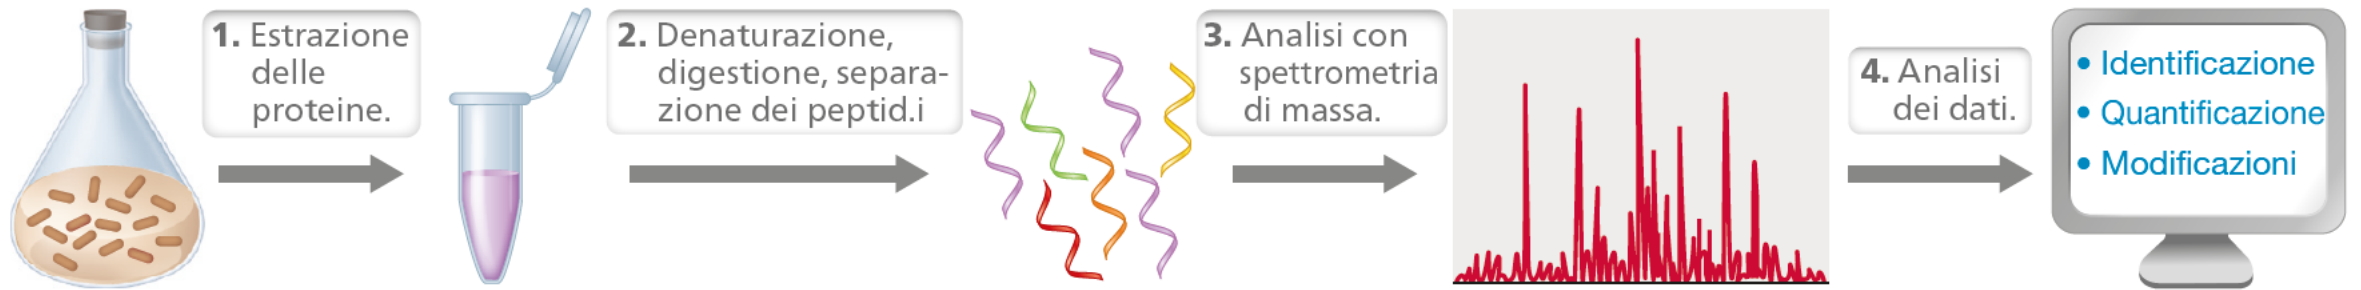 1. Estrazione
delle
proteine.
2. Denaturazione,
digestione, separa-
zione dei peptid.i
3. Analisi con
spettrometria
di massa.
4. Analisi
dei dati.
• Identificazione
• Quantificazione
• Modificazioni